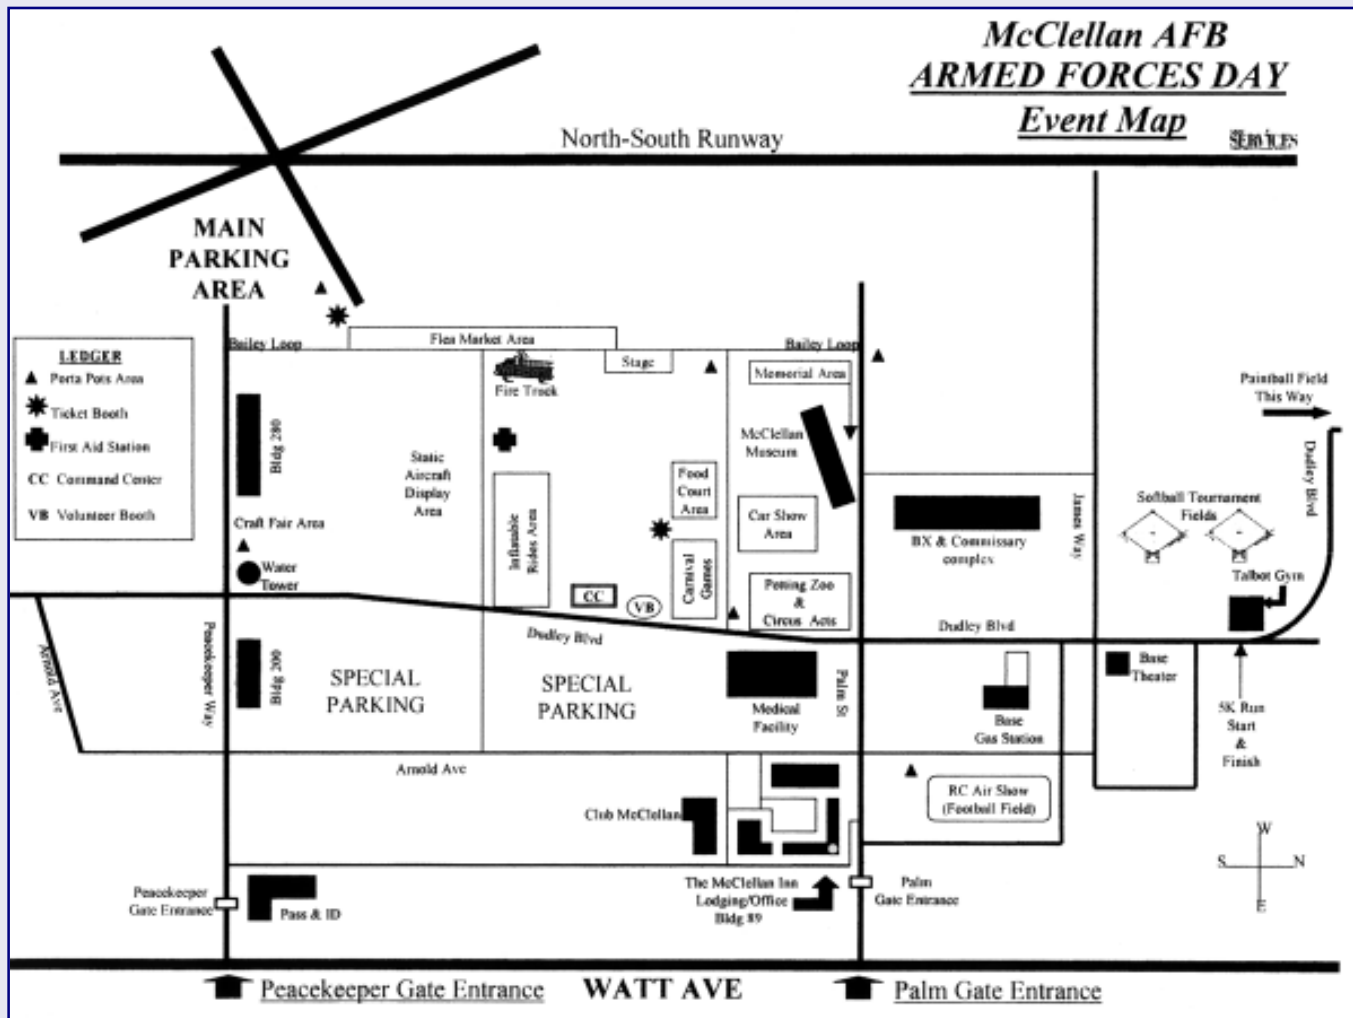 McClellan AFB
ARMED FORCES DAY
Event Map
SERVICES
North-South Runway
MAIN
PARKING
AREA
Bailey Loop
Flea Market Area
Stage
Bailey Loop
Memorial Area
Fire Truck
LEDGER
Porta Pots Area
Ticket Booth
First Aid Station
CC Command Center
VB Volunteer Booth
Bldg 280
Static
Aircraft
Display
Area
McClellan
Museum
Paintball Field
This Way
Dudley Blvd
Food
Court
Area
Car Show
Area
Craft Fair Area
Inflatable
Rides Area
Carnival
Games
BX & Commissary
complex
James Way
Softball Tournament
Fields
Water
Tower
CC
VB
Petting Zoo
&
Circus Acts
Talbot Gym
Dudley Blvd
Dudley Blvd
Arnold Ave
Peacekeeper Way
Bldg 200
SPECIAL
PARKING
SPECIAL
PARKING
Medical
Facility
Palm St
Base
Gas Station
Base
Theater
5K Run
Start
&
Finish
Arnold Ave
Club McClellan
RC Air Show
(Football Field)
W
S
N
E
Peacekeeper
Gate Entrance
Pass & ID
The McClellan Inn
Lodging/Office
Bldg 89
Palm
Gate Entrance
Peacekeeper Gate Entrance
WATT AVE
Palm Gate Entrance